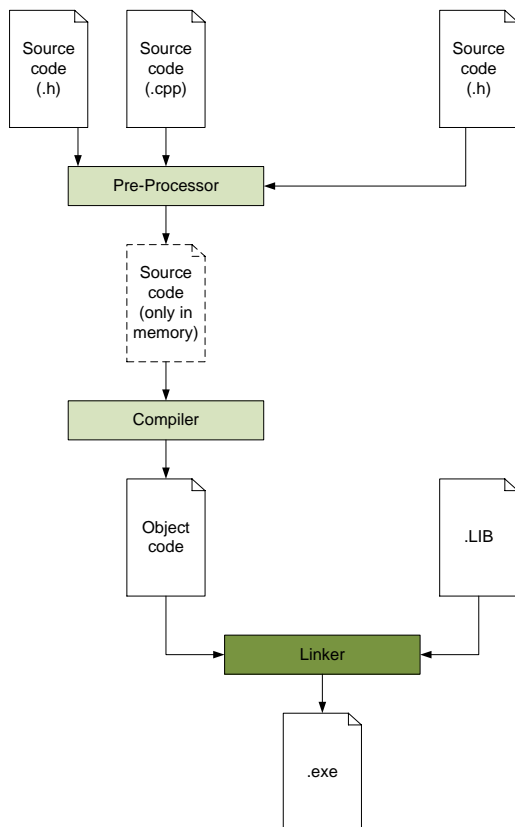 Source
code
(.h)
Source
code
(.cpp)
Source
code
(.h)
Pre-Processor
Source
code
(only in
memory)
Compiler
Object
code
.LIB
Linker
.exe